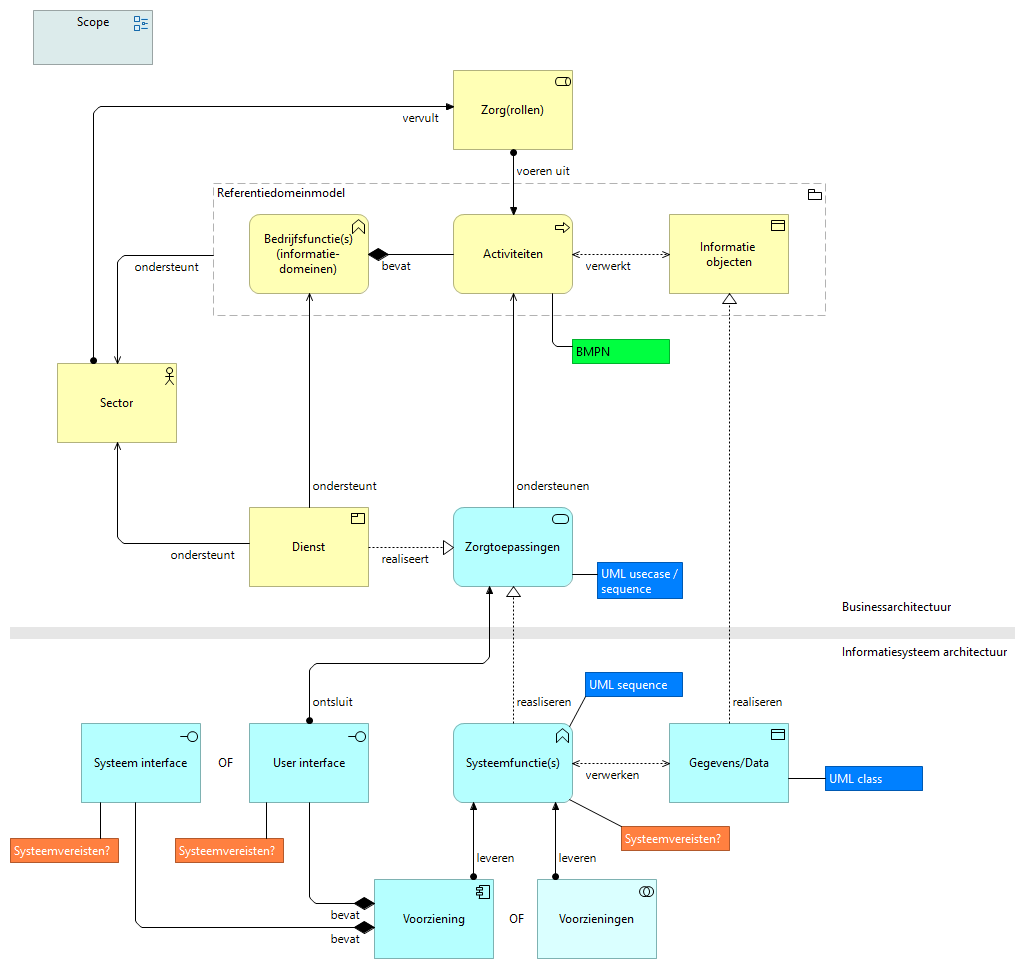 Scope
Zorg(rollen)
vervult
voeren uit
Referentiedomeinmodel
Bedrijfsfunctie(s)
(informatie-
domeinen)
bevat
Activiteiten
verwerkt
Informatie
objecten
ondersteunt
BMPN
Sector
ondersteunt
ondersteunen
Dienst
ondersteunt
realiseert
Zorgtoepassingen
UML usecase /
sequence
Businessarchitectuur
Informatiesysteem architectuur
ontsluit
UML sequence
reasliseren
realiseren
Systeem interface
OF
User interface
Systeemfunctie(s)
verwerken
Gegevens/Data
UML class
Systeemvereisten?
Systeemvereisten?
Systeemvereisten?
leveren
leveren
bevat
bevat
Voorziening
OF
Voorzieningen